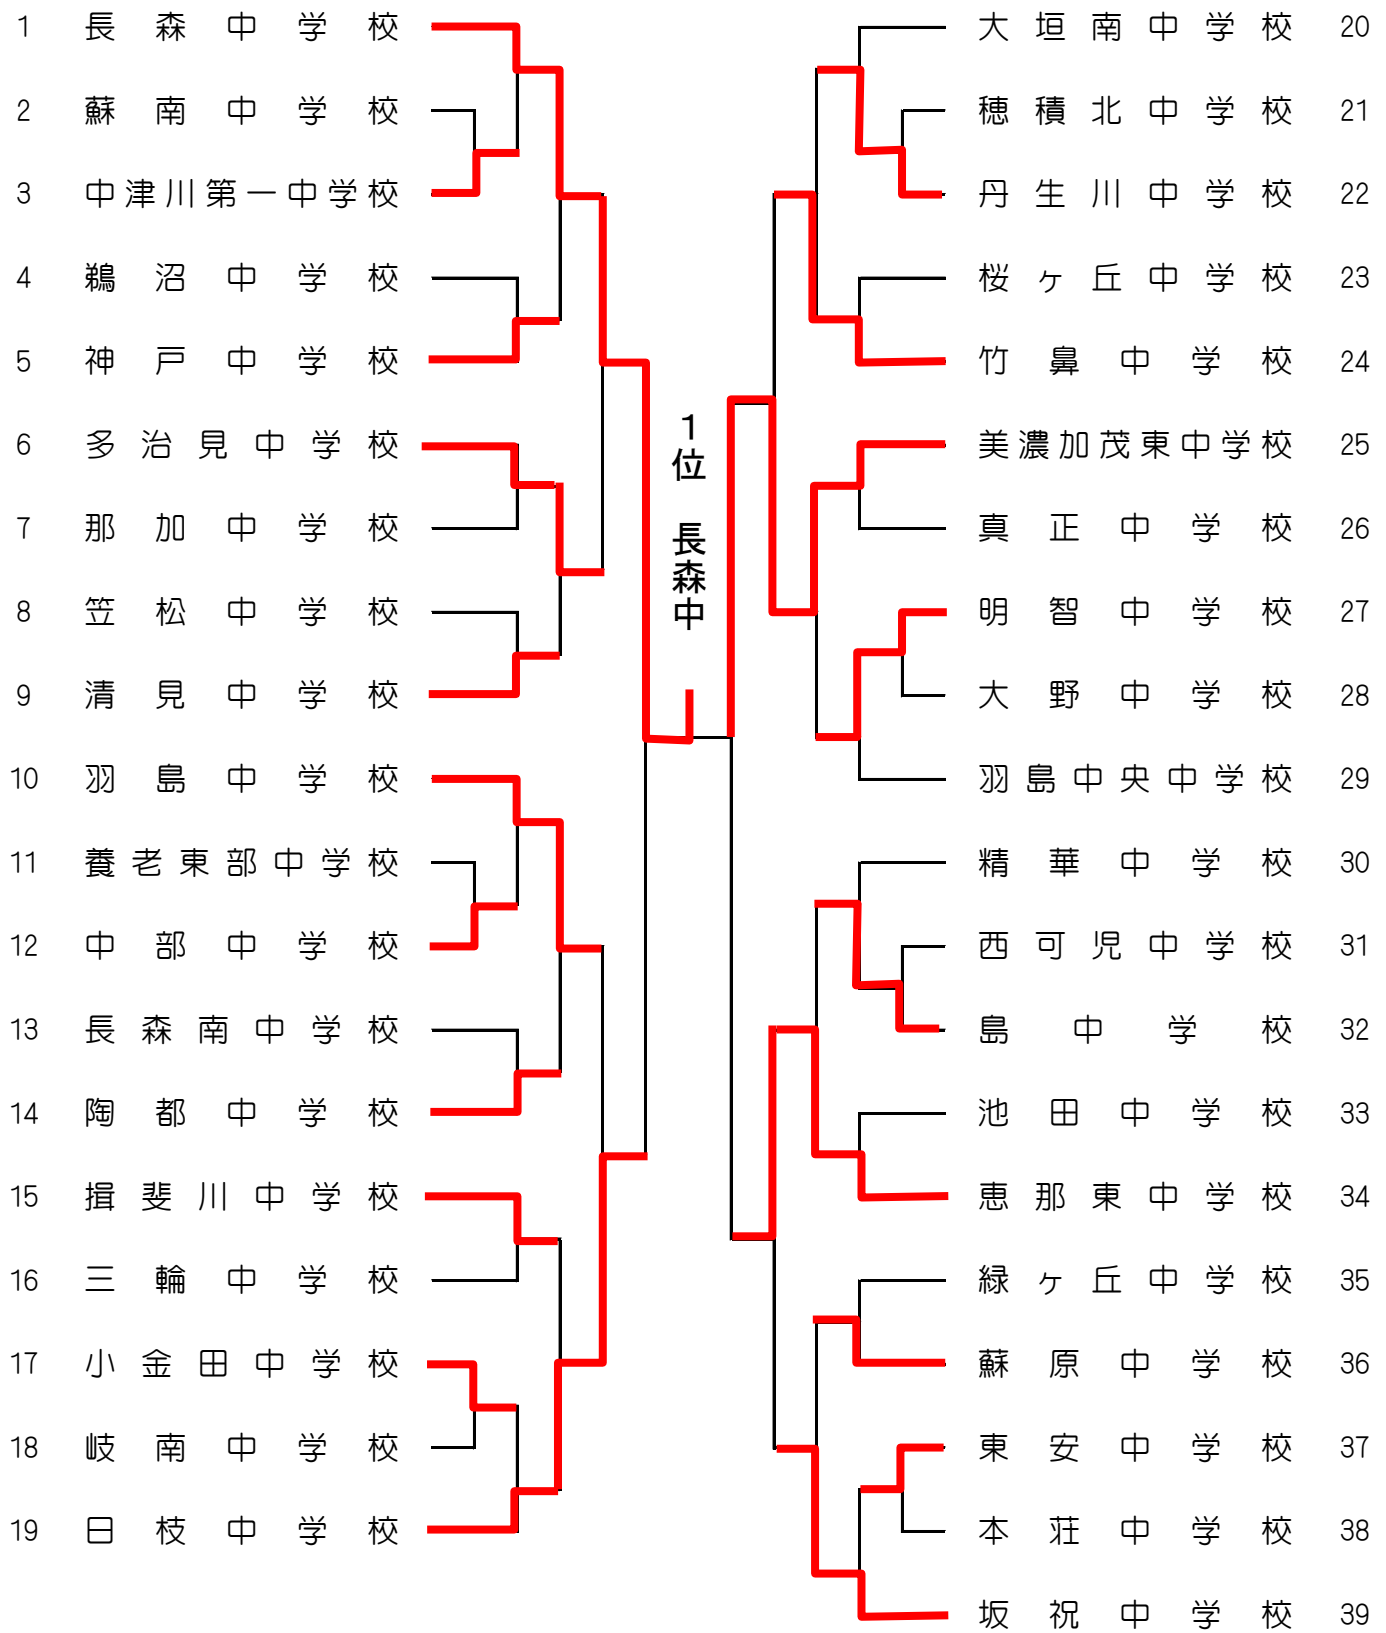 1 長森中学校
2 蘇南中学校
3 中津川第一中学校
4 鵜沼中学校
5 神戸中学校
6 多治見中学校
7 那加中学校
8 笠松中学校
9 清見中学校
10 羽島中学校
11 養老東部中学校
12 中部中学校
13 長森南中学校
14 陶都中学校
15 揖斐川中学校
16 三輪中学校
17 小金田中学校
18 岐南中学校
19 日枝中学校
1位 長森中
大垣南中学校 20
穂積北中学校 21
丹生川中学校 22
桜ヶ丘中学校 23
竹鼻中学校 24
美濃加茂東中学校 25
真正中学校 26
明智中学校 27
大野中学校 28
羽島中央中学校 29
精華中学校 30
西可児中学校 31
島中学校 32
池田中学校 33
恵那東中学校 34
緑ヶ丘中学校 35
蘇原中学校 36
東安中学校 37
本荘中学校 38
坂祝中学校 39